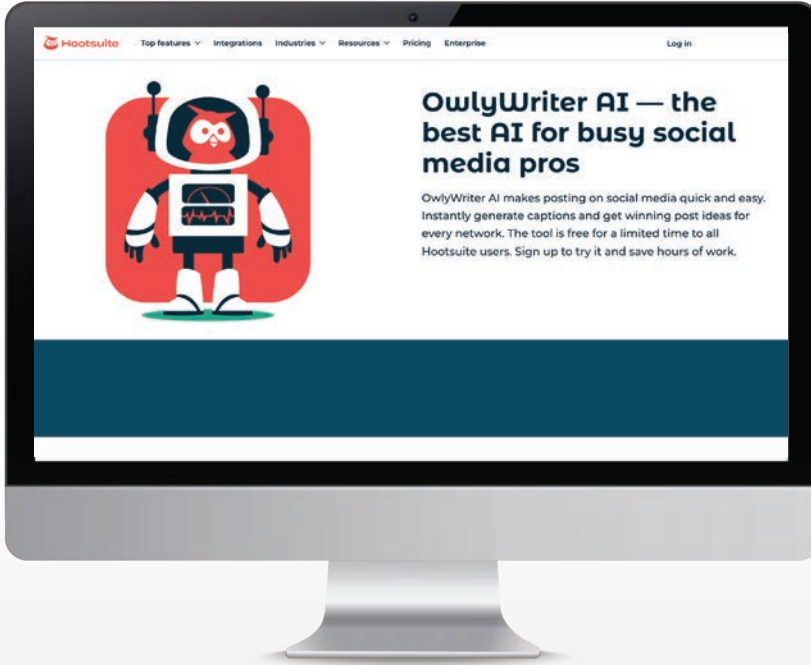 Hootsuite Top features Integrations Industries Resources Pricing Enterprise Log in
OwlyWriter AI — the
best AI for busy social
media pros
OwlyWriter AI makes posting on social media quick and easy.
Instantly generate captions and get winning post ideas for
every network. The tool is free for a limited time to all
Hootsuite users. Sign up to try it and save hours of work.